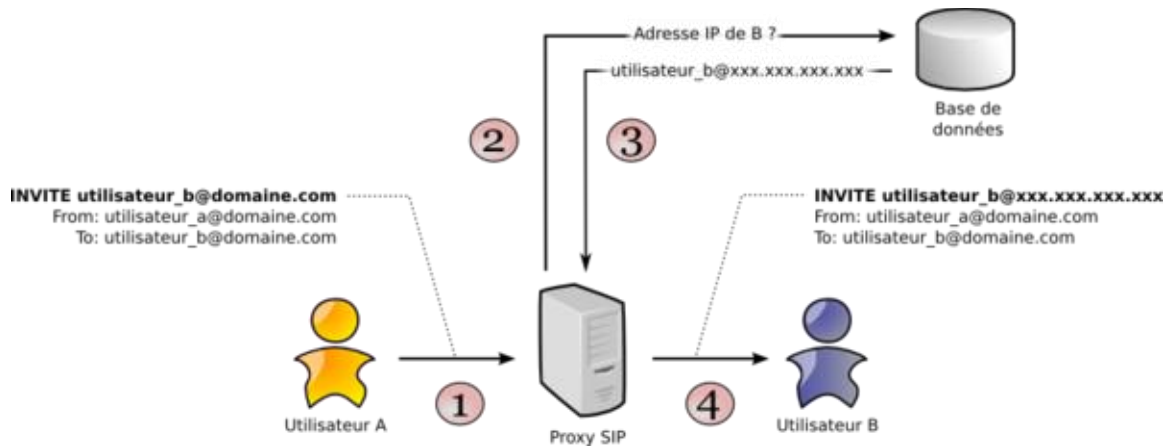 Adresse IP de B ?
utilisateur_b@xxx.xxx.xxx.xxx
Base de
données
2
3
INVITE utilisateur_b@domaine.com
From: utilisateur_a@domaine.com
To: utilisateur_b@domaine.com
INVITE utilisateur_b@xxx.xxx.xxx.xxx
From: utilisateur_a@domaine.com
To: utilisateur_b@domaine.com
1
4
Utilisateur A
Proxy SIP
Utilisateur B